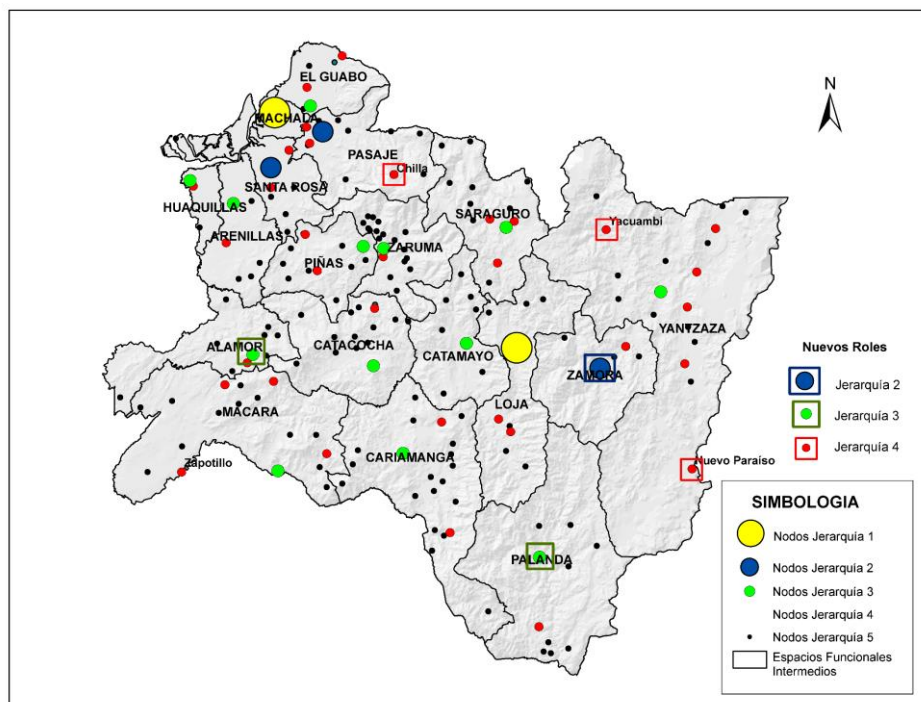 EL GUABO
N
MACHALA
PASAJE
Chilla
SANTA ROSA
HUAQUILLAS
SARAGURO
Yacuambi
ARENILLAS
ZARUMA
PIÑAS
YANTZAZA
ALAMOR
CATACOCHA
CATAMAYO
ZAMORA
Nuevos Roles
Jerarquía 2
Jerarquía 3
Jerarquía 4
MACARA
LOJA
Zapotillo
CARIAMANGA
Nuevo Paraíso
PALANDA
SIMBOLOGIA
Nodos Jerarquía 1
Nodos Jerarquía 2
Nodos Jerarquía 3
Nodos Jerarquía 4
Nodos Jerarquía 5
Espacios Funcionales
Intermedios